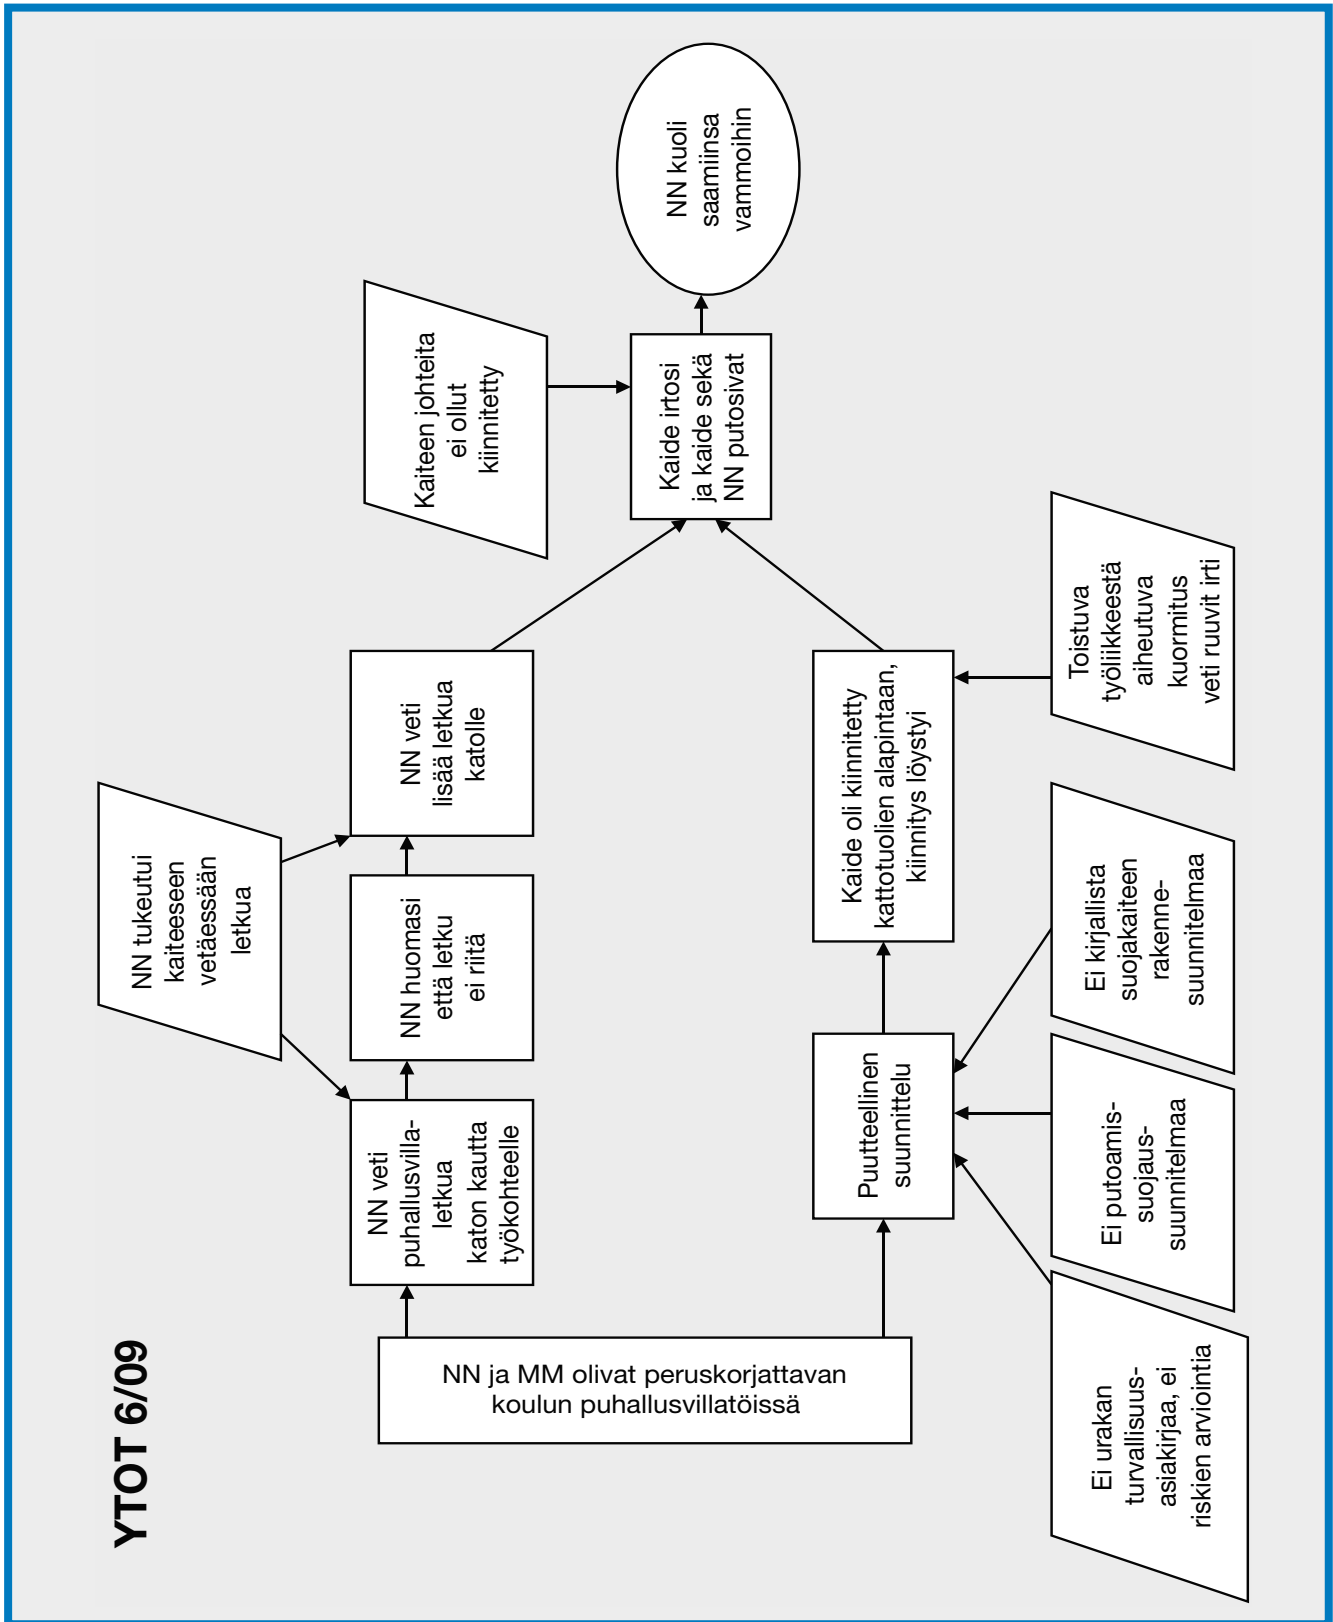 YTOT 6/09
NN ja MM olivat peruskorjattavan
koulun puhallusvillatöissä
NN tukeutui
kaiteeseen
vetäessään
letkua
NN veti
puhallusvilla-
letkua
katon kautta
työkohteelle
NN huomasi
että letku
ei riitä
NN veti
lisää letkua
katolle
Kaiteen johteita
ei ollut
kiinnitetty
Kaide irtosi
ja kaide sekä
NN putosivat
NN kuoli
saamiinsa
vammoihin
Puutteellinen
suunnittelu
Kaide oli kiinnitetty
kattotuolien alapintaan,
kiinnitys löystyi
Ei urakan
turvallisuus-
asiakirjaa, ei
riskien arviointia
Ei putoamis-
suojaus-
suunnitelmaa
Ei kirjallista
suojakaiteen
rakenne-
suunnitelmaa
Toistuva
työliikkeestä
aiheutuva
kuormitus
veti ruuvit irti